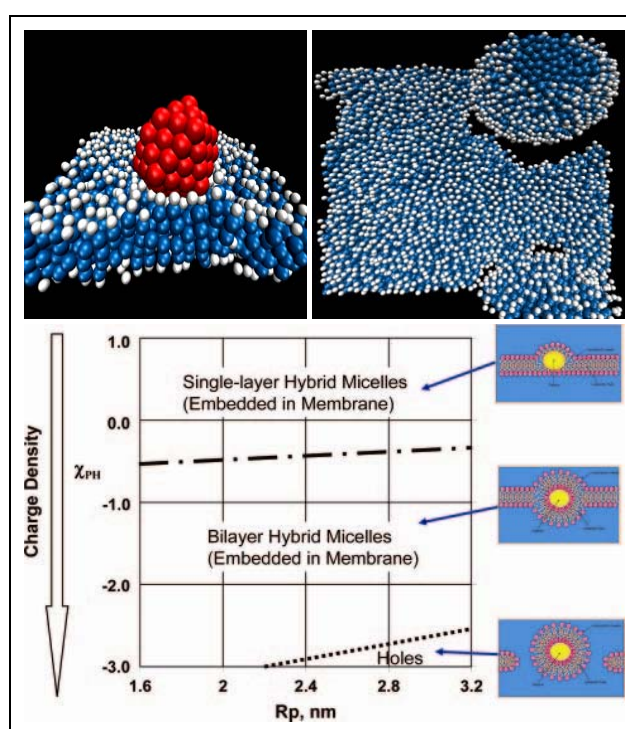 1.0
Single-layer Hybrid Micelles
(Embedded in Membrane)
0.0
χPH
-1.0
Bilayer Hybrid Micelles
(Embedded in Membrane)
-2.0
Holes
-3.0
1.6 2 2.4 2.8 3.2
Rp, nm
Charge Density